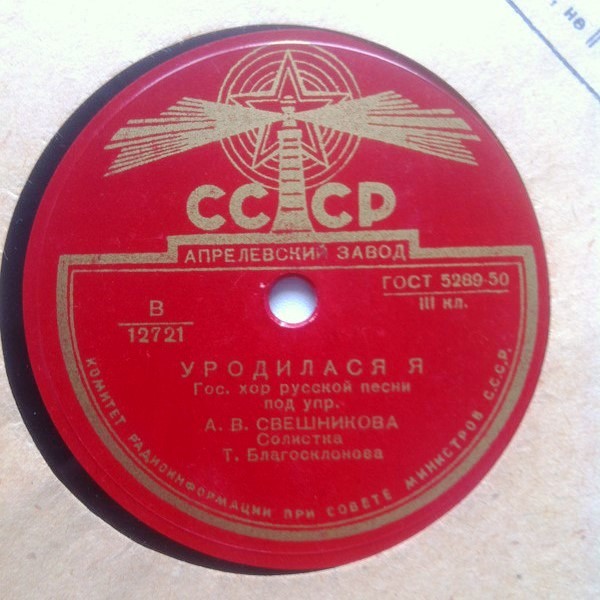 , не
СССР
АПРЕЛЕВСКИЙ ЗАВОД
ГОСТ 5289-50
III кл.
В
12721
УРОДИЛАСЯ Я
Гос. хор русской песни
под упр.
А. В. СВЕШНИКОВА
Солистка
Т. Благосклонова
КОМИТЕТ РАДИОИНФОРМАЦИИ ПРИ СОВЕТЕ МИНИСТРОВ С.С.С.Р.